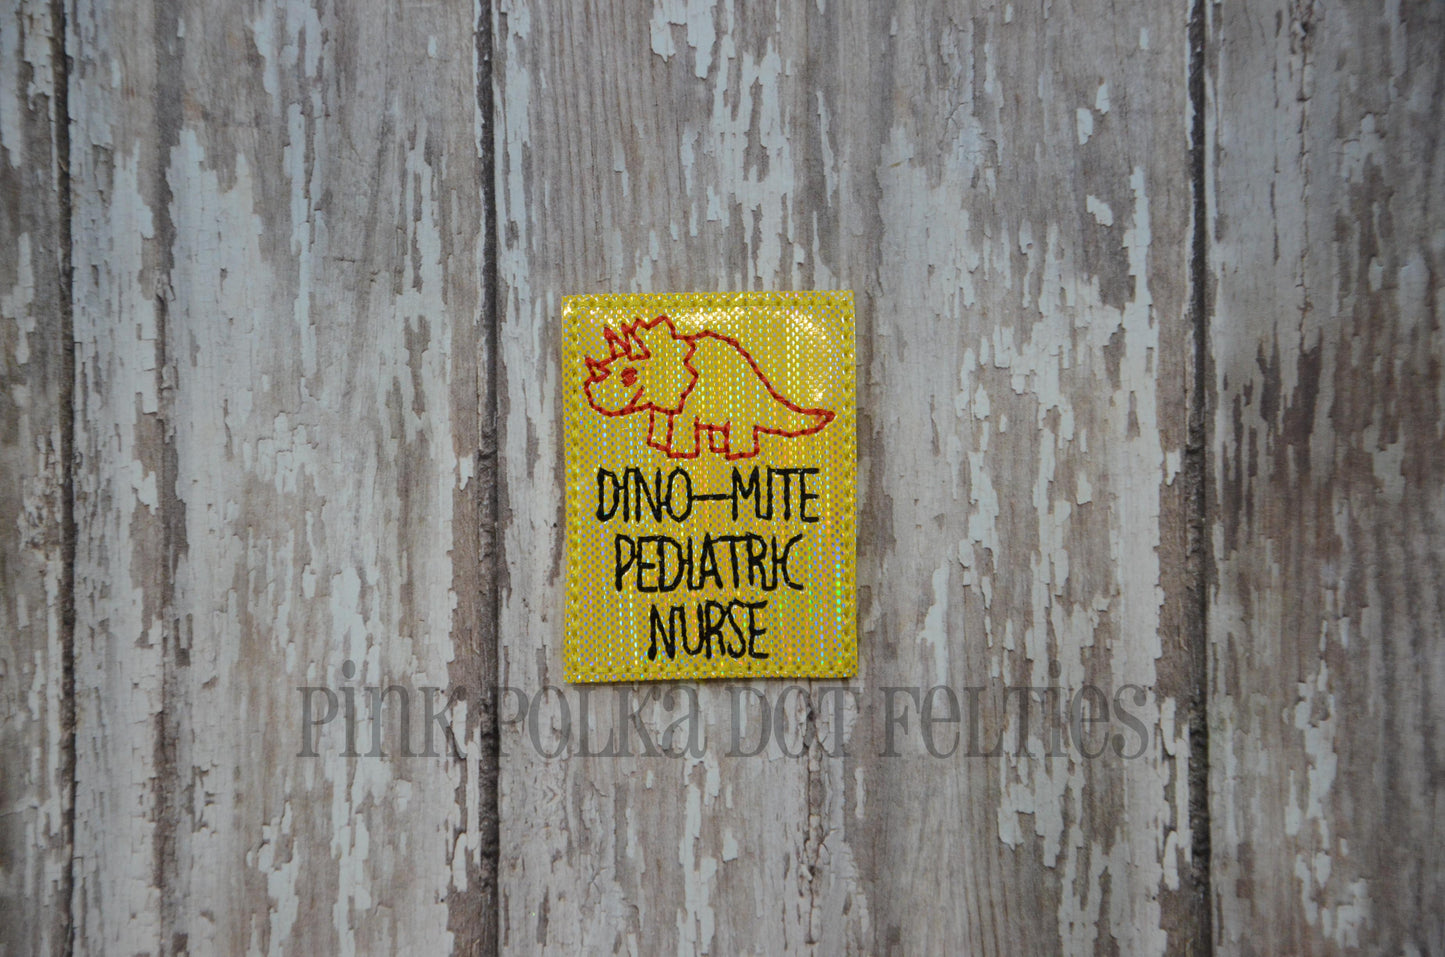 DINO-MITE
PEDIATRIC
NURSE
Pink Polka Dot Felties